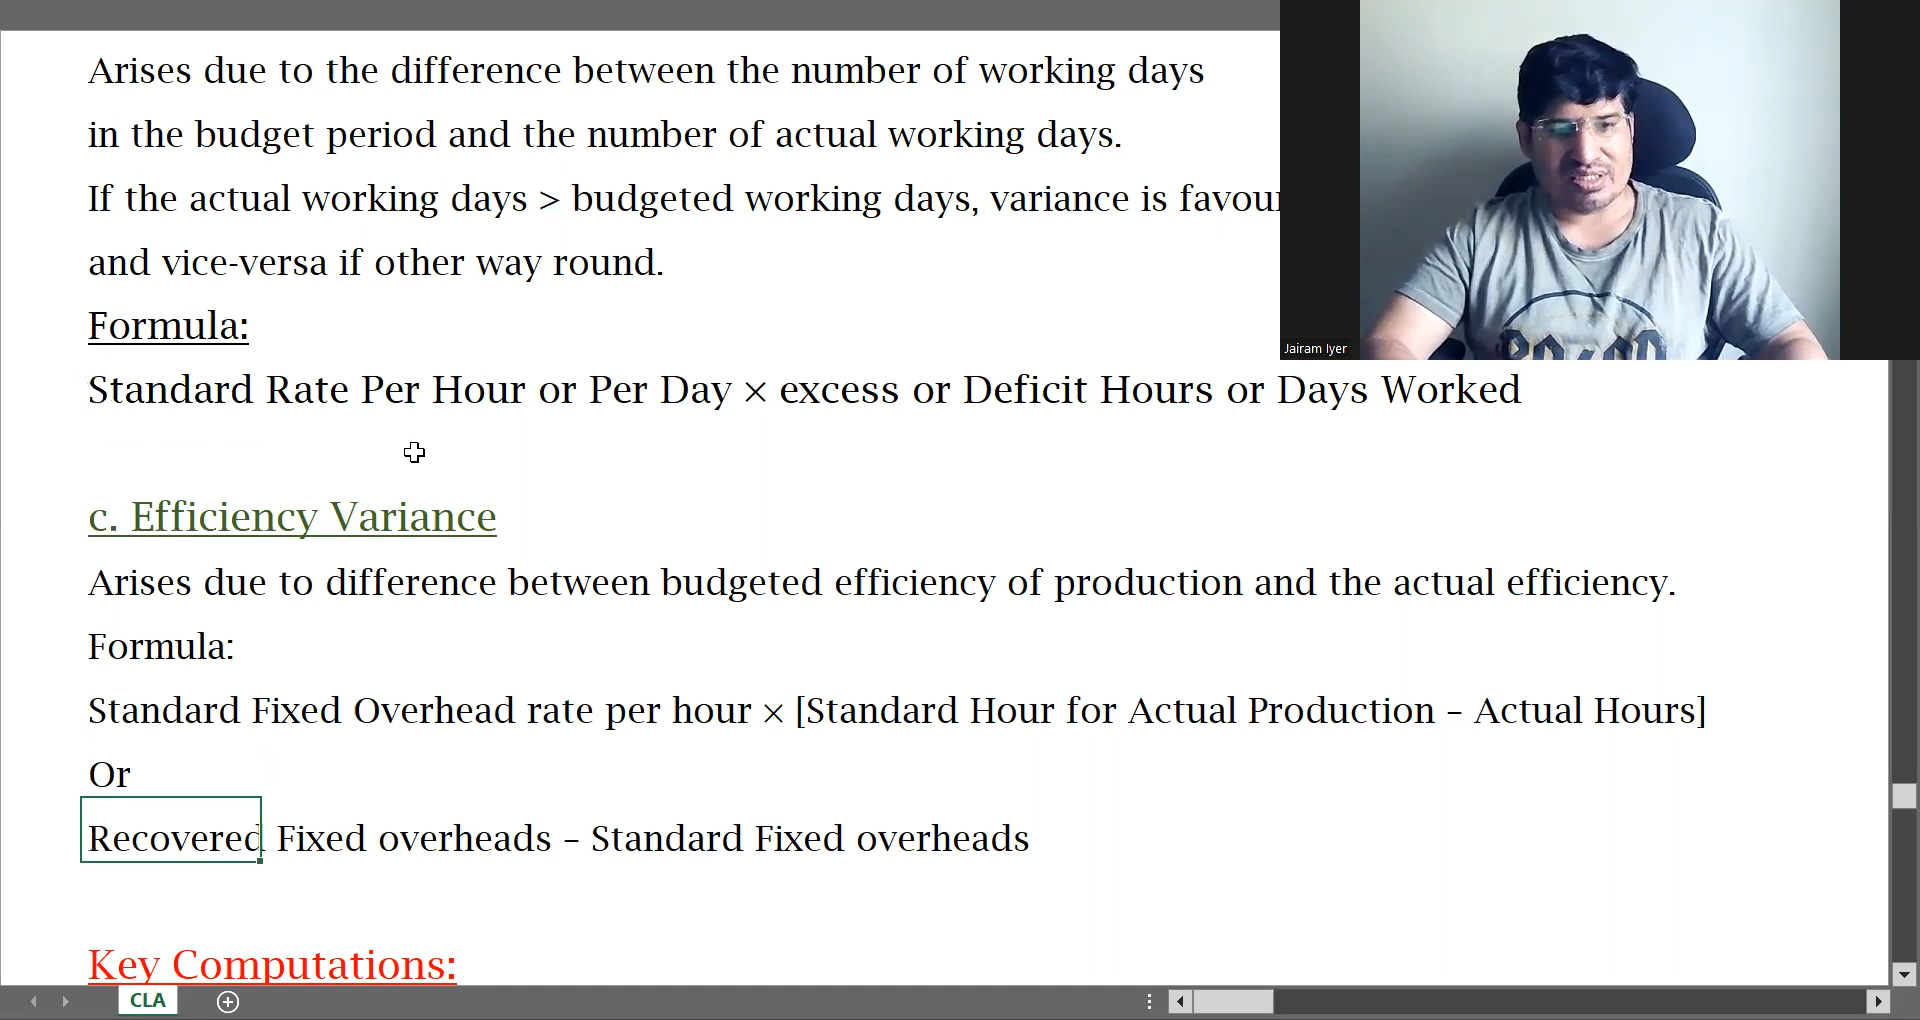 Arises due to the difference between the number of working days
in the budget period and the number of actual working days.
If the actual working days > budgeted working days, variance is favour
and vice-versa if other way round.
Formula:
Standard Rate Per Hour or Per Day × excess or Deficit Hours or Days Worked
c. Efficiency Variance
Arises due to difference between budgeted efficiency of production and the actual efficiency.
Formula:
Standard Fixed Overhead rate per hour × [Standard Hour for Actual Production – Actual Hours]
Or
Recovered Fixed overheads – Standard Fixed overheads
Key Computations:
CLA
Jairam Iyer